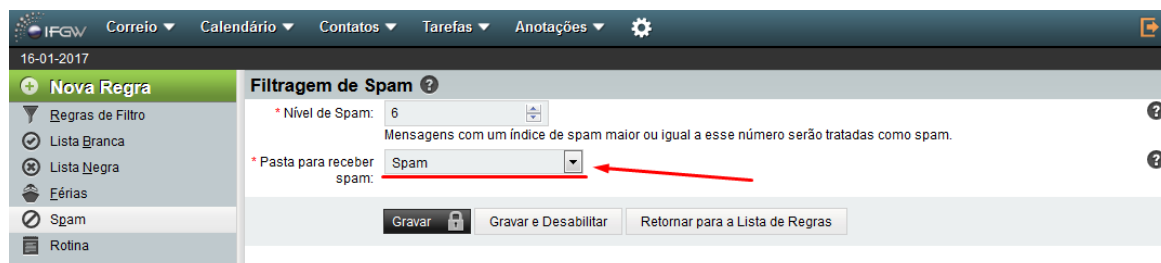 IFGW Correio ▼ Calendário ▼ Contatos ▼ Tarefas ▼ Anotações ▼
16-01-2017
Nova Regra
Regras de Filtro
Lista Branca
Lista Negra
Férias
Spam
Rotina
Filtragem de Spam ?
* Nível de Spam: 6 ?
Mensagens com um índice de spam maior ou igual a esse número serão tratadas como spam.
* Pasta para receber spam: Spam ?
Gravar Gravar e Desabilitar Retornar para a Lista de Regras